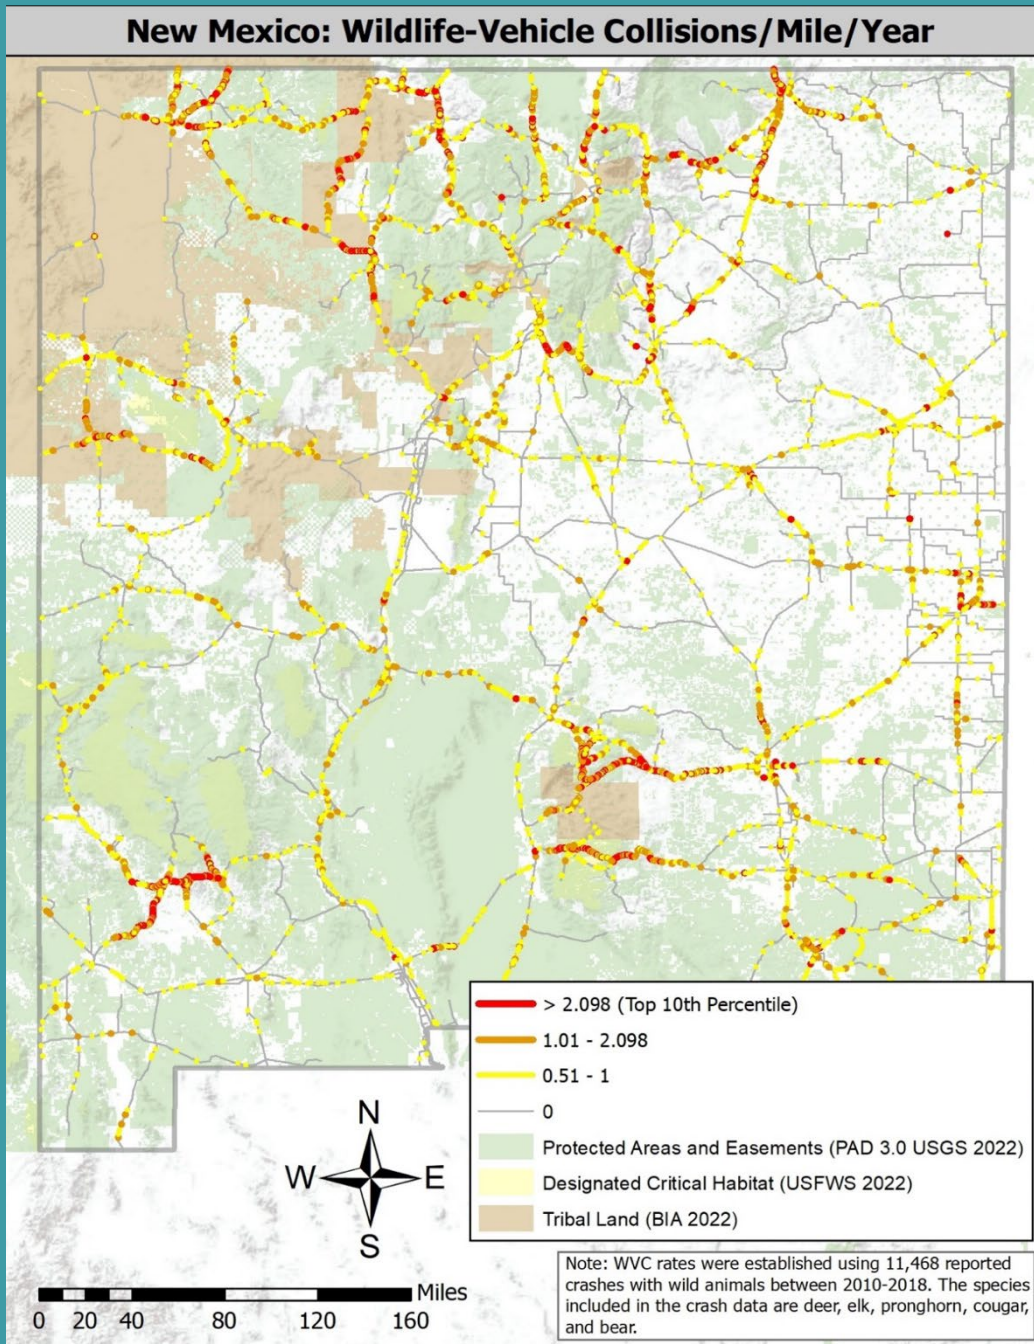 New Mexico: Wildlife-Vehicle Collisions/Mile/Year
> 2.098 (Top 10th Percentile)
1.01 - 2.098
0.51 - 1
0
Protected Areas and Easements (PAD 3.0 USGS 2022)
Designated Critical Habitat (USFWS 2022)
Tribal Land (BIA 2022)
N
W E
S
Miles
0 20 40 80 120 160
Note: WVC rates were established using 11,468 reported
crashes with wild animals between 2010-2018. The species
included in the crash data are deer, elk, pronghorn, cougar,
and bear.